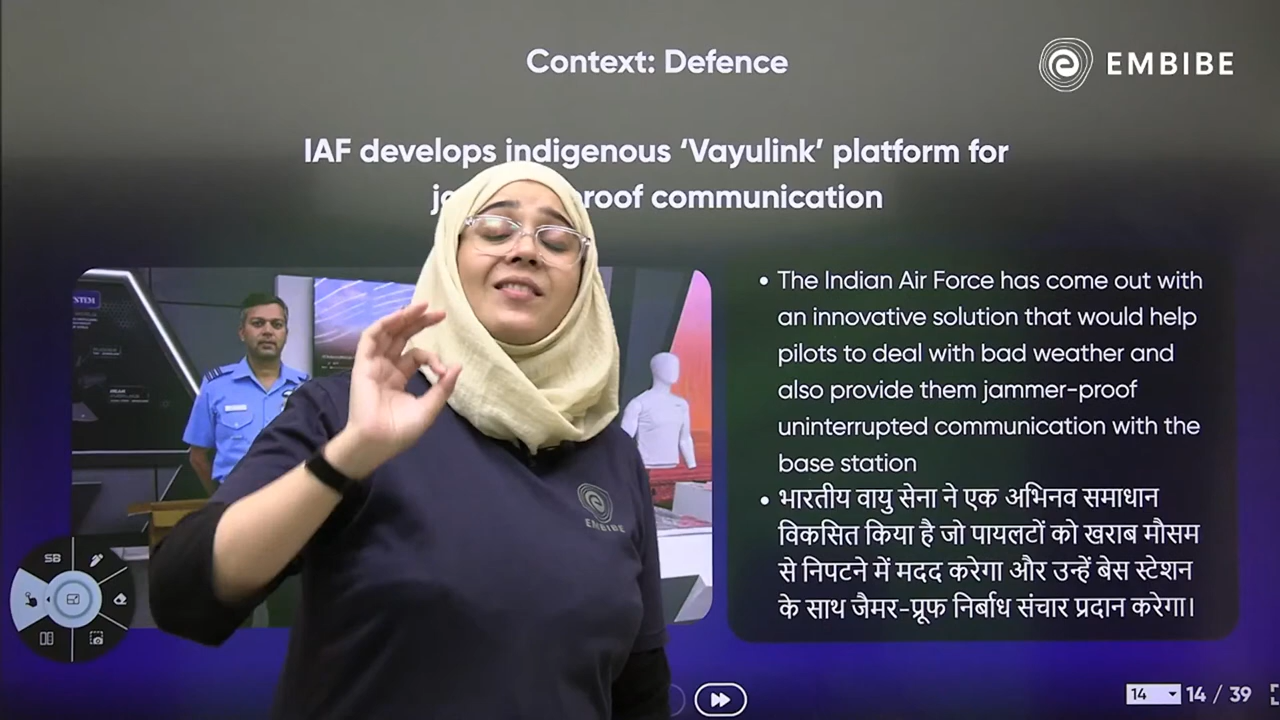 Context: Defence
EMBIBE
IAF develops indigenous ‘Vayulink’ platform for
roof communication
STEM
• The Indian Air Force has come out with
an innovative solution that would help
pilots to deal with bad weather and
also provide them jammer-proof
uninterrupted communication with the
base station
• भारतीय वायु सेना ने एक अभिनव समाधान
विकसित किया है जो पायलटों को खराब मौसम
से निपटने में मदद करेगा और उन्हें बेस स्टेशन
के साथ जैमर-प्रूफ निर्बाध संचार प्रदान करेगा।
EMBIBE
SB
14 14 / 39